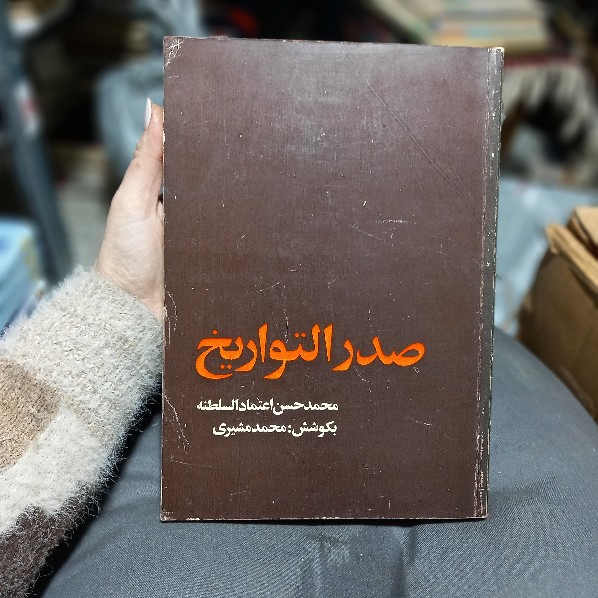 صدرالتواریخ
محمدحسن اعتمادالسلطنه
بکوشش: محمد مشیری